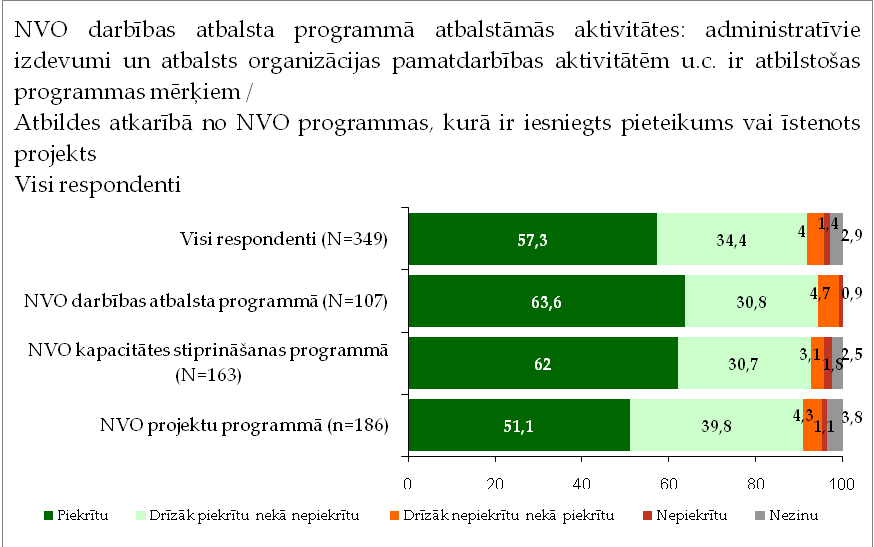 NVO darbības atbalsta programmā atbalstāmās aktivitātes: administratīvie
izdevumi un atbalsts organizācijas pamatdarbības aktivitātēm u.c. ir atbilstošas
programmas mērķiem /
Atbildes atkarībā no NVO programmas, kurā ir iesniegts pieteikums vai īstenots
projekts
Visi respondenti
Visi respondenti (N=349) 57,3 34,4 4 1,4 2,9
NVO darbības atbalsta programmā (N=107) 63,6 30,8 4,7 0,9
NVO kapacitātes stiprināšanas programmā
(N=163) 62 30,7 3,1 1,8 2,5
NVO projektu programmā (n=186) 51,1 39,8 4,3 1,1 3,8
0 20 40 60 80 100
Piekrītu Drīzāk piekrītu nekā nepiekrītu Drīzāk nepiekrītu nekā piekrītu Nepiekrītu Nezinu